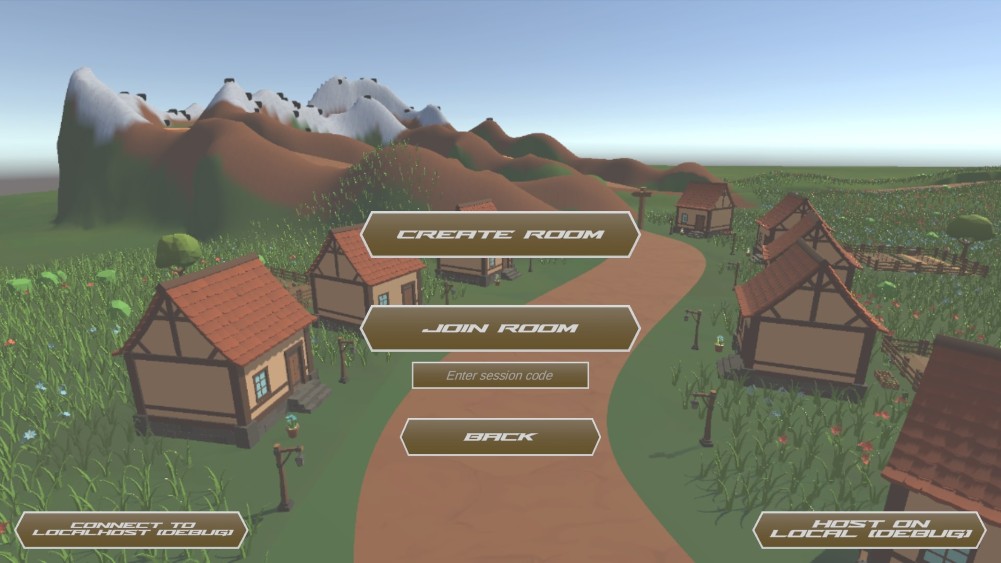 CREATE ROOM
JOIN ROOM
Enter session code
BACK
CONNECT TO
LOCALHOST (DEBUG)
HOST ON
LOCAL (DEBUG)